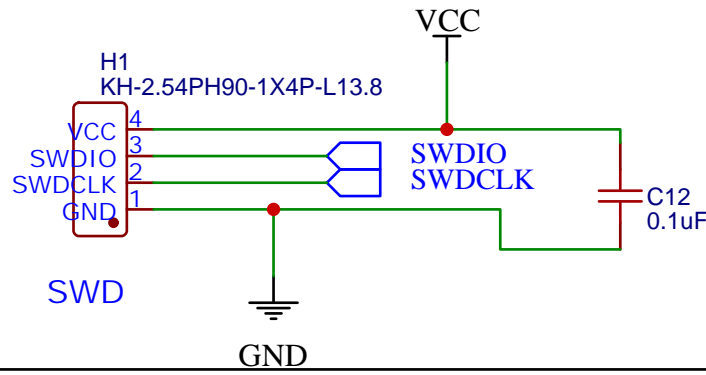 VCC
H1
KH-2.54PH90-1X4P-L13.8
VCC 4
SWDIO 3
SWDCLK 2
GND 1
SWDIO
SWDCLK
C12
0.1uF
SWD
GND